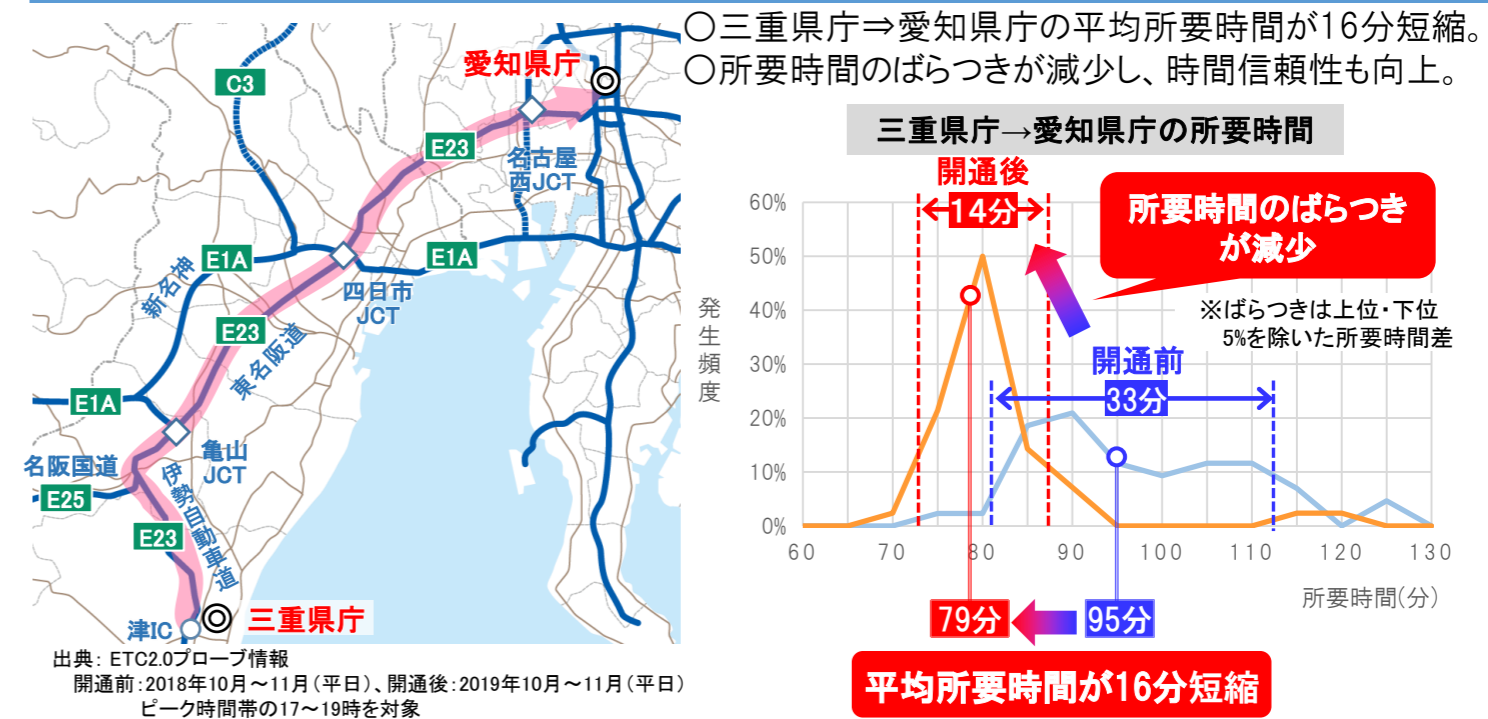 ○三重県庁⇒愛知県庁の平均所要時間が16分短縮。
○所要時間のばらつきが減少し、時間信頼性も向上。
愛知県庁
C3
E23
名古屋
西JCT
E1A
E1A
新名神
四日市
JCT
E23
東名阪道
E1A
亀山
JCT
名阪国道
E25
伊勢自動車道
E23
津IC
三重県庁
出典： ETC2.0プローブ情報
開通前：2018年10月～11月（平日）、開通後：2019年10月～11月（平日）
ピーク時間帯の17～19時を対象
三重県庁→愛知県庁の所要時間
開通後
14分
所要時間のばらつき
が減少
※ばらつきは上位・下位
5%を除いた所要時間差
開通前
33分
発生頻度
60%
50%
40%
30%
20%
10%
0%
60 70 80 90 100 110 120 130
所要時間(分)
79分
95分
平均所要時間が16分短縮